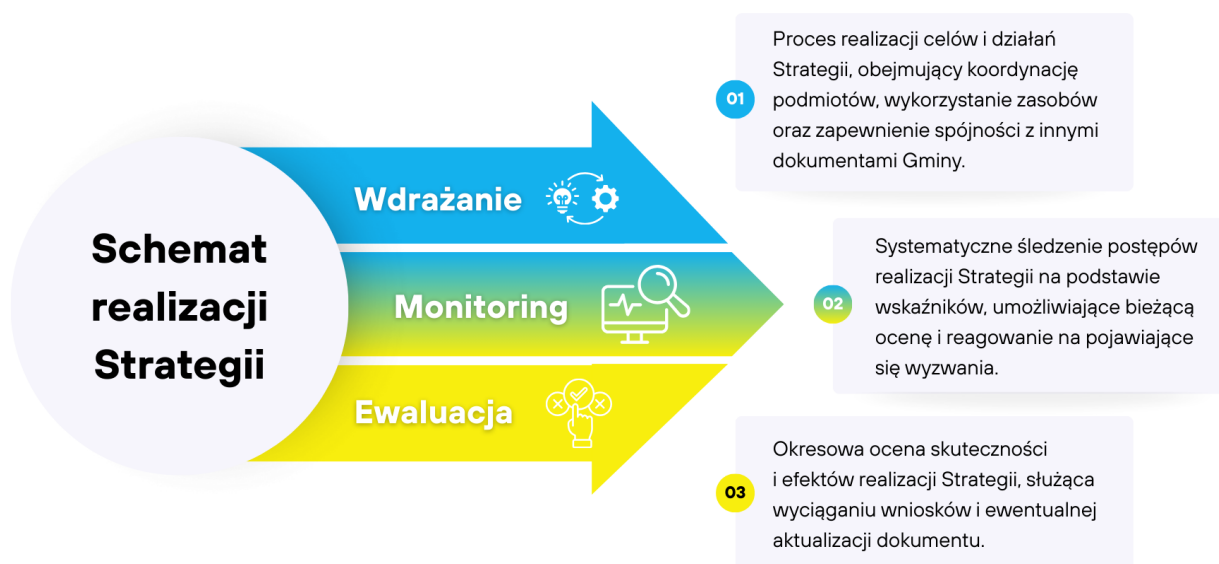 Schemat
realizacji
Strategii
Wdrażanie
01
Proces realizacji celów i działań
Strategii, obejmujący koordynację
podmiotów, wykorzystanie zasobów
oraz zapewnienie spójności z innymi
dokumentami Gminy.
Monitoring
02
Systematyczne śledzenie postępów
realizacji Strategii na podstawie
wskaźników, umożliwiające bieżącą
ocenę i reagowanie na pojawiające
się wyzwania.
Ewaluacja
03
Okresowa ocena skuteczności
i efektów realizacji Strategii, służąca
wyciąganiu wniosków i ewentualnej
aktualizacji dokumentu.